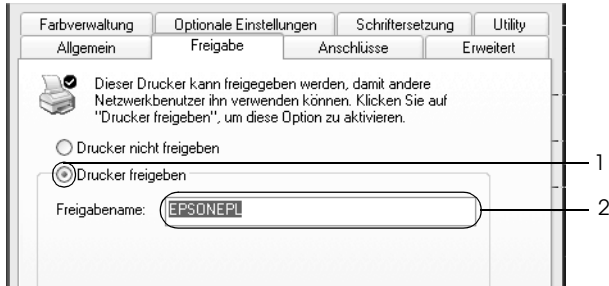 Farbverwaltung Optionale Einstellungen Schriftersetzung Utility
Allgemein Freigabe Anschlüsse Erweitert
Dieser Drucker kann freigegeben werden, damit andere
Netzwerkbenutzer ihn verwenden können. Klicken Sie auf
"Drucker freigeben", um diese Option zu aktivieren.
Drucker nicht freigeben
1
Drucker freigeben
Freigabename: EPSONEPL 2